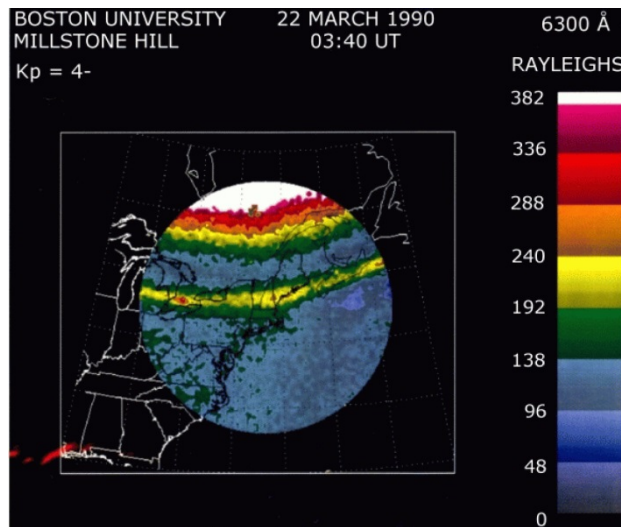 BOSTON UNIVERSITY 22 MARCH 1990 6300 Å
MILLSTONE HILL 03:40 UT
Kp = 4-
RAYLEIGHS
382
336
288
240
192
138
96
48
0